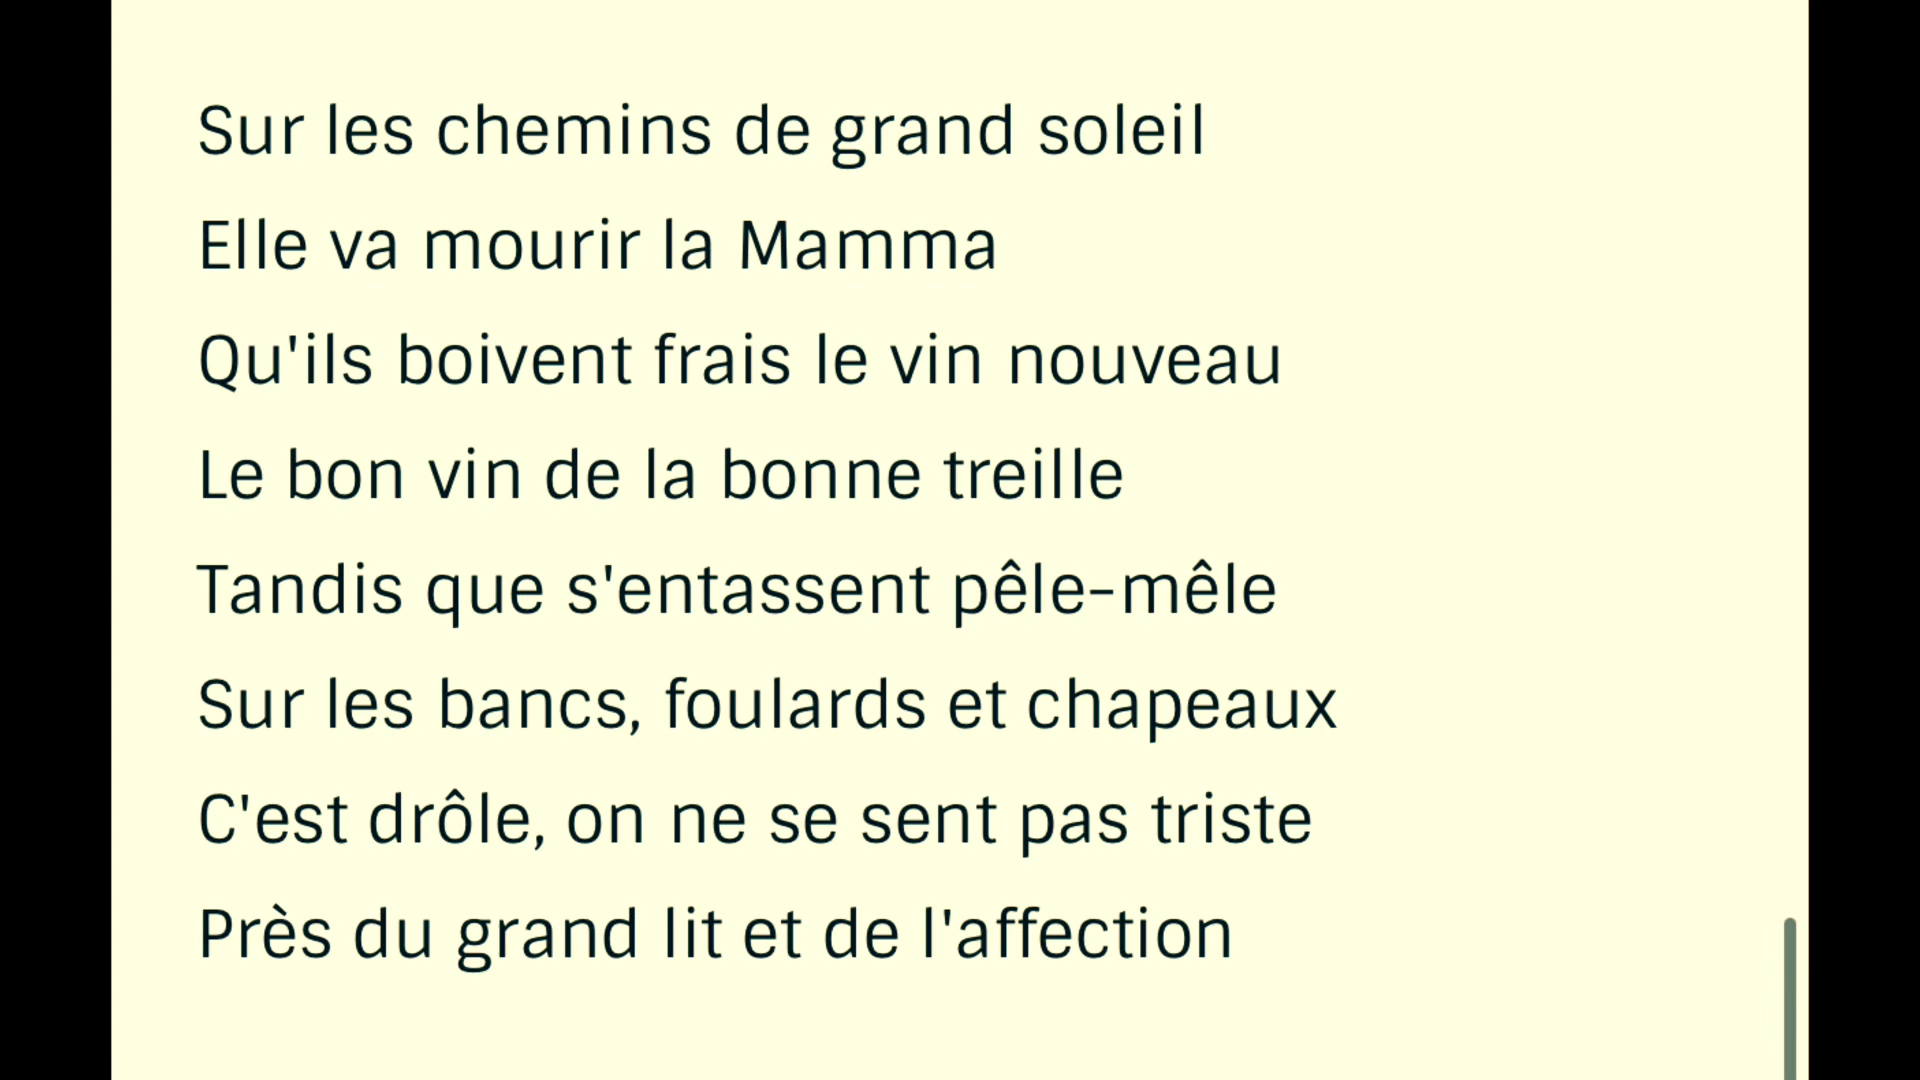 Sur les chemins de grand soleil
Elle va mourir la Mamma
Qu'ils boivent frais le vin nouveau
Le bon vin de la bonne treille
Tandis que s'entassent pêle-mêle
Sur les bancs, foulards et chapeaux
C'est drôle, on ne se sent pas triste
Près du grand lit et de l'affection